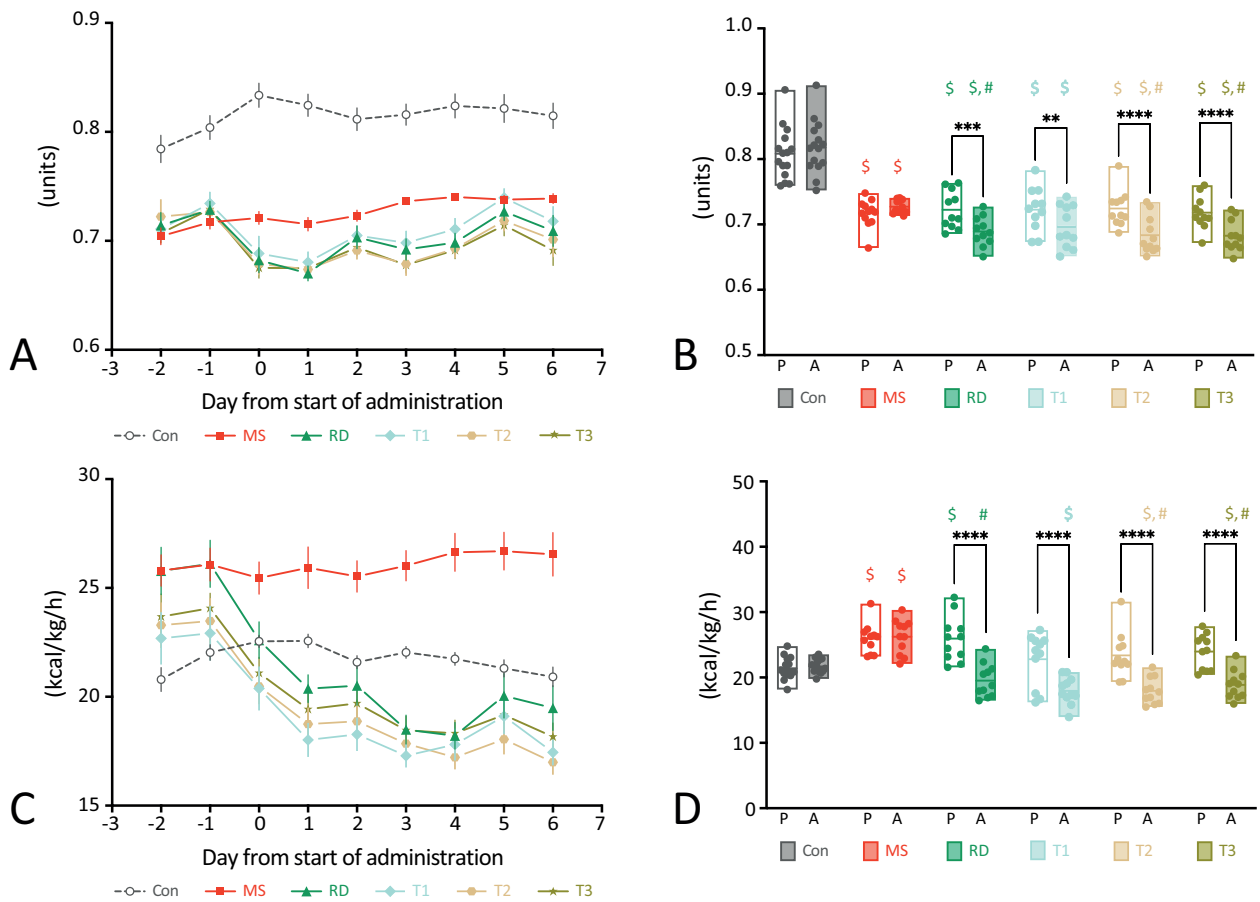 0.9
0.8
0.7
0.6
(units)
-3 -2 -1 0 1 2 3 4 5 6 7
Day from start of administration
A
Con MS RD T1 T2 T3
1.0
0.9
0.8
0.7
0.6
0.5
(units)
$ $ $ $,# $ $ $ $,# $ $,#
*** ** **** ****
P A P A P A P A P A P A
B
Con MS RD T1 T2 T3
30
25
20
15
(kcal/kg/h)
-3 -2 -1 0 1 2 3 4 5 6 7
Day from start of administration
C
Con MS RD T1 T2 T3
50
40
30
20
10
0
(kcal/kg/h)
$ $ $ # $ $,# $,#
**** **** **** ****
P A P A P A P A P A P A
D
Con MS RD T1 T2 T3